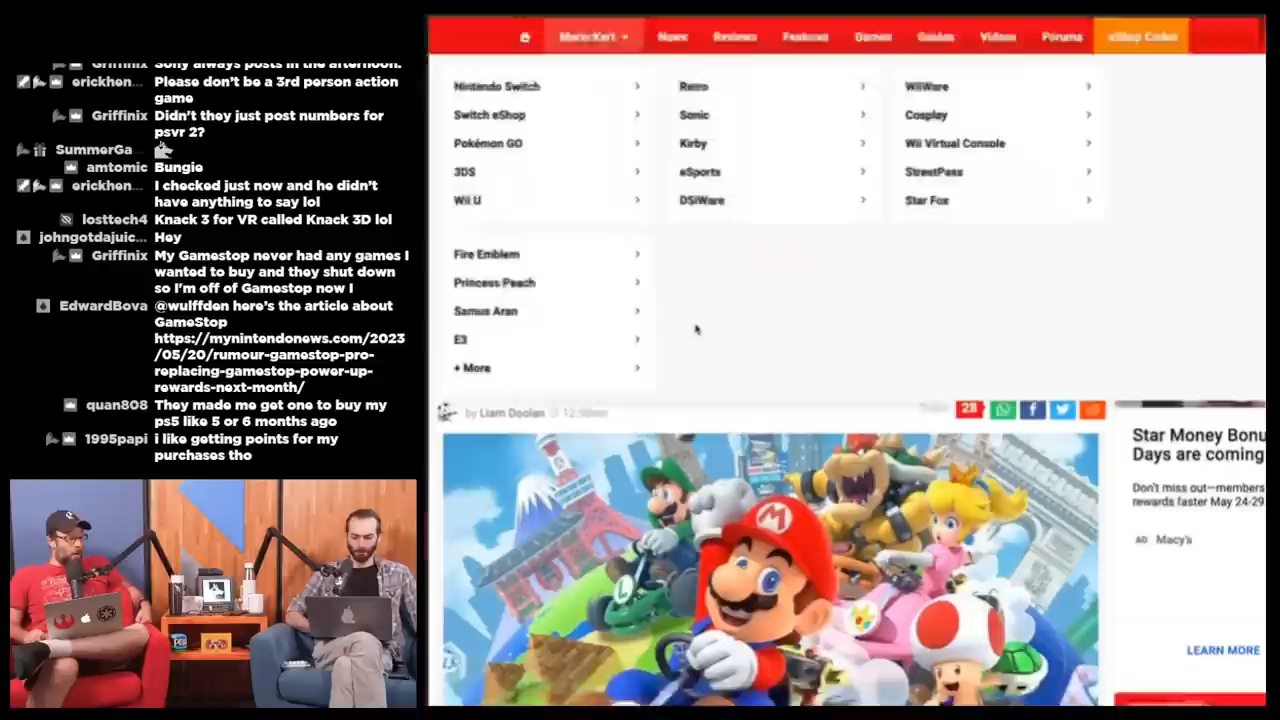 Griffinix Sony always posts in the afternoon.
erickhen... Please don't be a 3rd person action
game
Griffinix Didn't they just post numbers for
psvr 2?
SummerGa...
amtomic Bungie
erickhen... I checked just now and he didn't
have anything to say lol
losttech4 Knack 3 for VR called Knack 3D lol
johngotdajuic... Hey
Griffinix My Gamestop never had any games I
wanted to buy and they shut down
so I'm off of Gamestop now I
EdwardBova @wulffden here's the article about
GameStop
https://mynintendonews.com/2023
/05/20/rumour-gamestop-pro-
replacing-gamestop-power-up-
rewards-next-month/
quan808 They made me get one to buy my
ps5 like 5 or 6 months ago
1995papi i like getting points for my
purchases tho
Mario Kart News Reviews Features Games Guides Videos Forums eShop Codes
Nintendo Switch Retro WiiWare
Switch eShop Sonic Cosplay
Pokémon GO Kirby Wii Virtual Console
3DS eSports StreetPass
Wii U DSiWare Star Fox
Fire Emblem
Princess Peach
Samus Aran
E3
+ More
by Liam Doolan
28
Star Money Bonu
Days are coming
Don't miss out—members
rewards faster May 24-29
AD Macy's
LEARN MORE
M
L